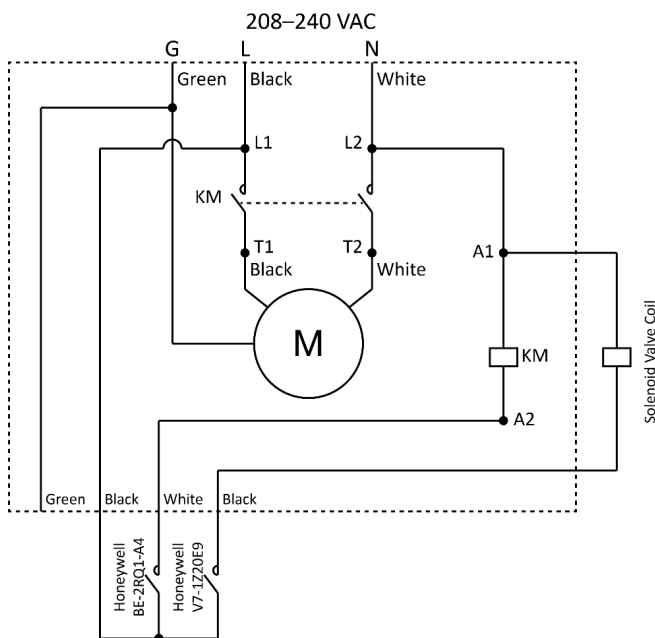 208–240 VAC
G
L
N
Green
Black
White
L1
L2
KM
T1
T2
A1
Black
White
M
KM
Solenoid Valve Coil
A2
Green
Black
White
Black
Honeywell
BE-2RQ1-A4
Honeywell
V7-1Z20E9